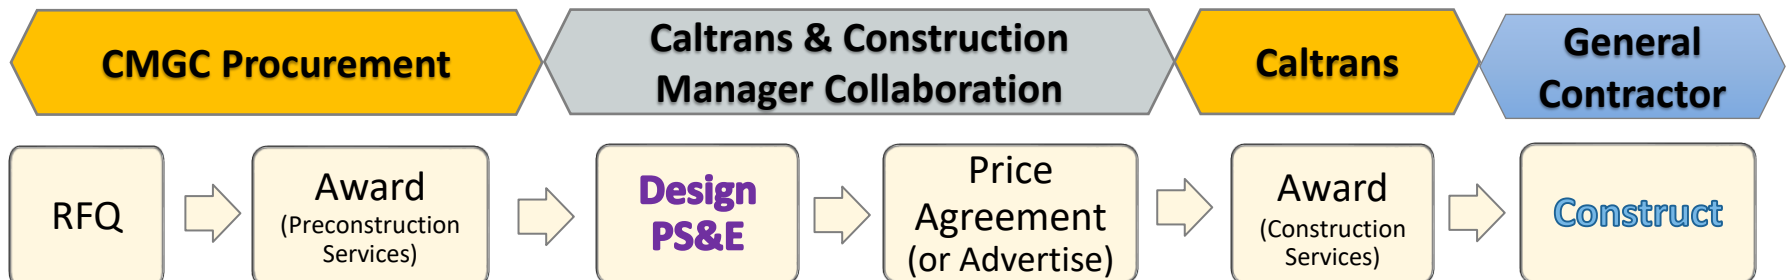 CMGC Procurement
Caltrans & Construction
Manager Collaboration
Caltrans
General
Contractor
RFQ
Award
(Preconstruction
Services)
Design
PS&E
Price
Agreement
(or Advertise)
Award
(Construction
Services)
Construct